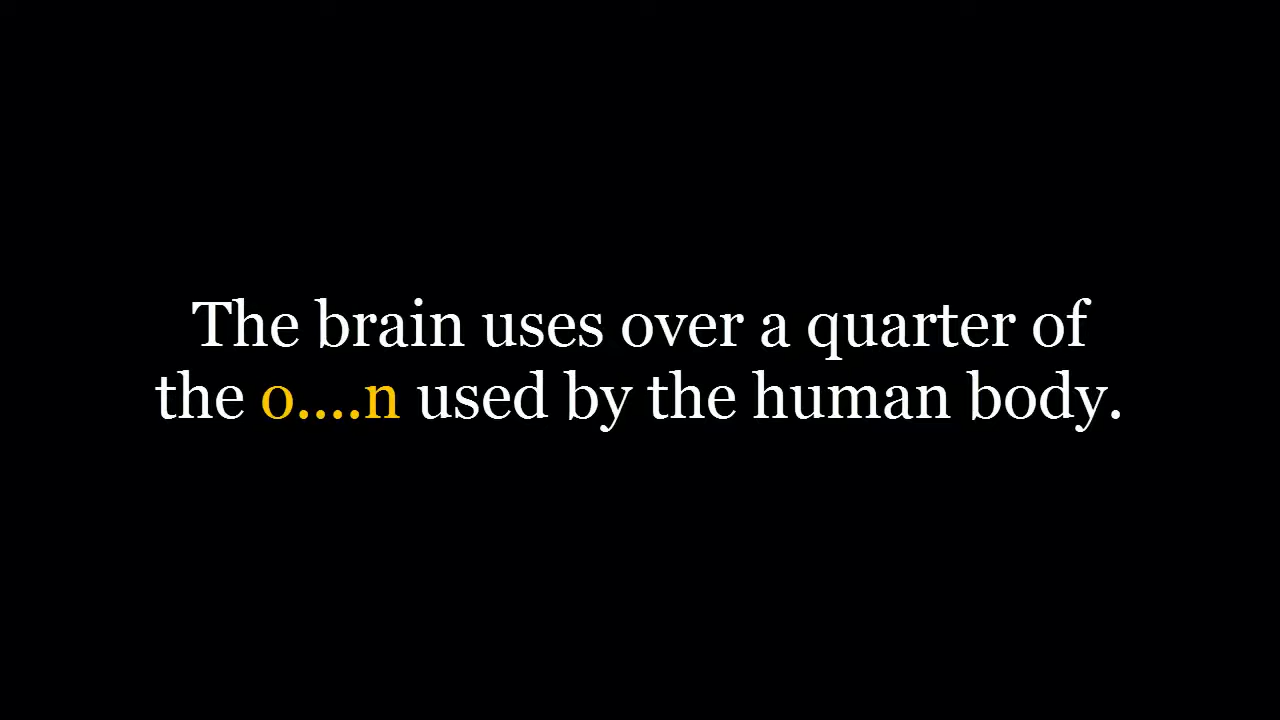 The brain uses over a quarter of
the o....n used by the human body.